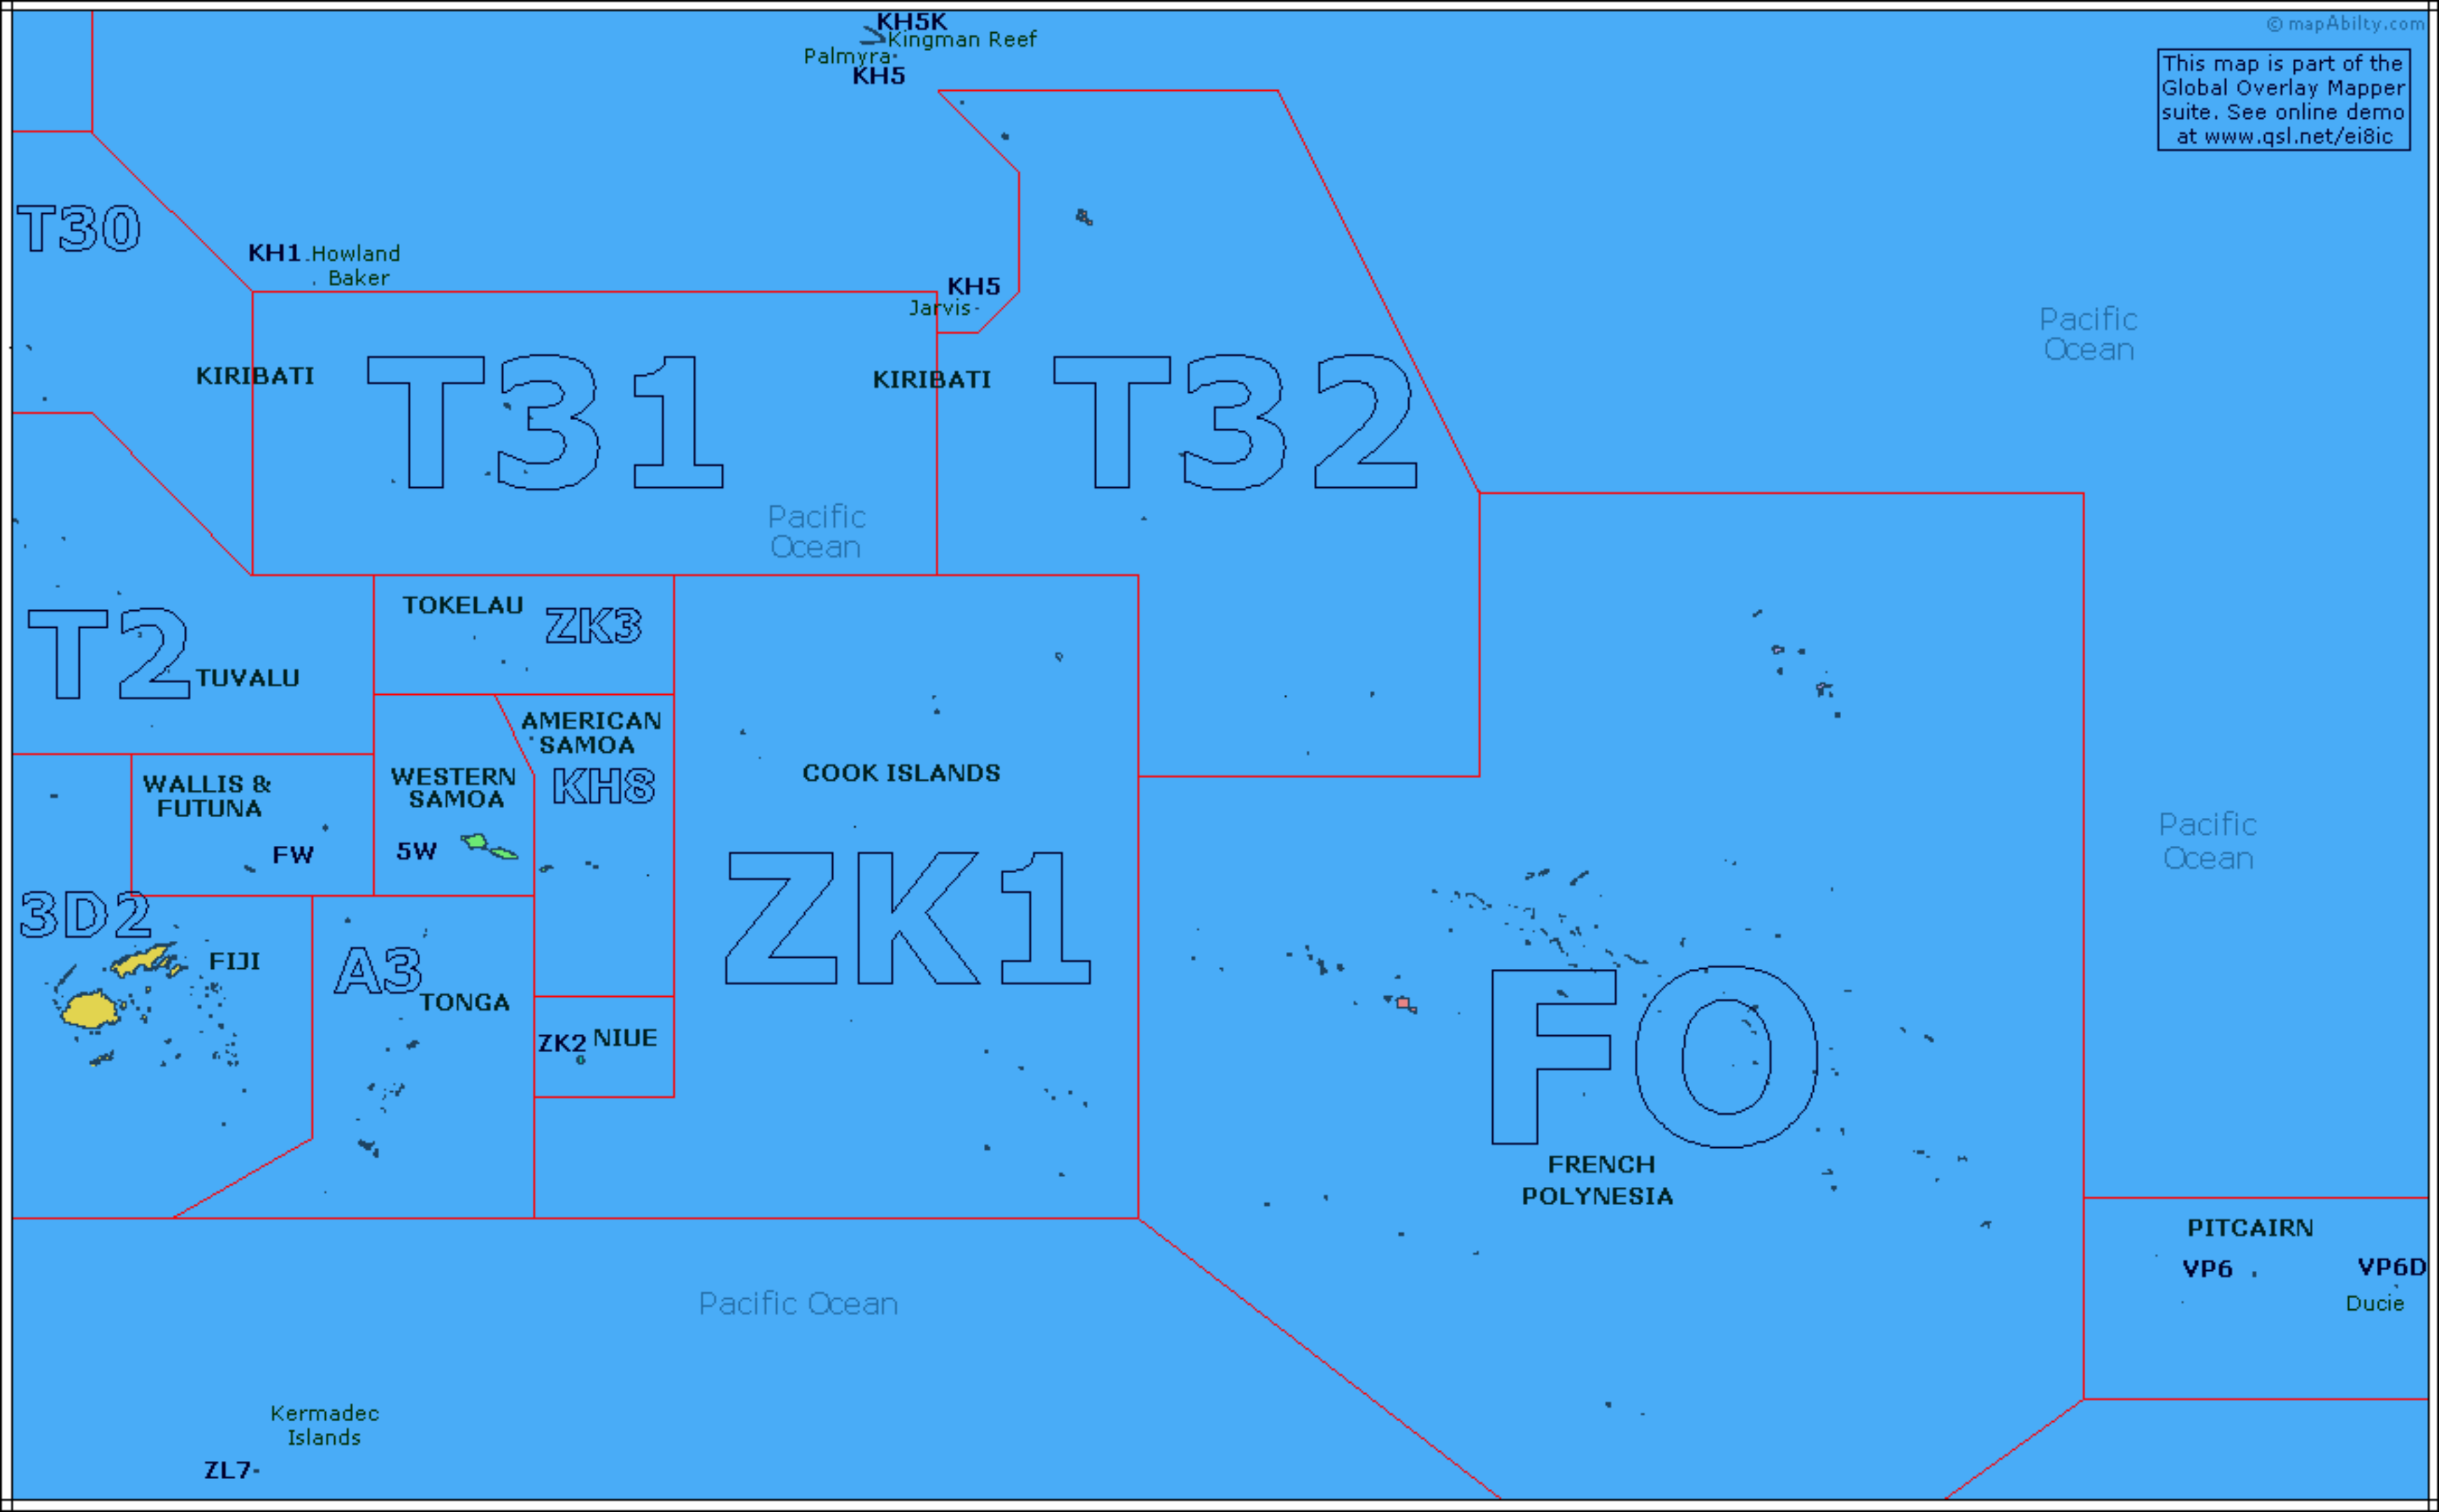 KH5K
© mapAbilty.com
Kingman Reef
Palmyra
KH5
This map is part of the
Global Overlay Mapper
suite. See online demo
at www.qsl.net/ei8ic
T30
KH1 Howland
Baker
KH5
Jarvis
Pacific
Ocean
KIRIBATI
T31
KIRIBATI
T32
Pacific
Ocean
TOKELAU
ZK3
T2
TUVALU
AMERICAN
SAMOA
KH8
WALLIS &
FUTUNA
FW
WESTERN
SAMOA
5W
COOK ISLANDS
ZK1
Pacific
Ocean
3D2
FIJI
A3
TONGA
ZK2 NIUE
FO
FRENCH
POLYNESIA
PITCAIRN
VP6
VP6D
Ducie
Pacific Ocean
Kermadec
Islands
ZL7